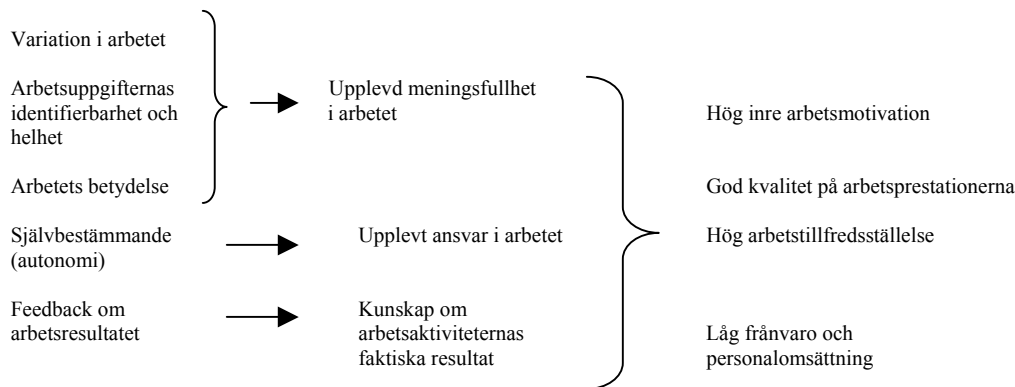 Variation i arbetet
Arbetsuppgifternas
identifierbarhet och
helhet
Arbetets betydelse
Självbestämmande
(autonomi)
Feedback om
arbetsresultatet
Upplevd meningsfullhet
i arbetet
Upplevt ansvar i arbetet
Kunskap om
arbetsaktiviteternas
faktiska resultat
Hög inre arbetsmotivation
God kvalitet på arbetsprestationerna
Hög arbetstillfredsställelse
Låg frånvaro och
personalomsättning